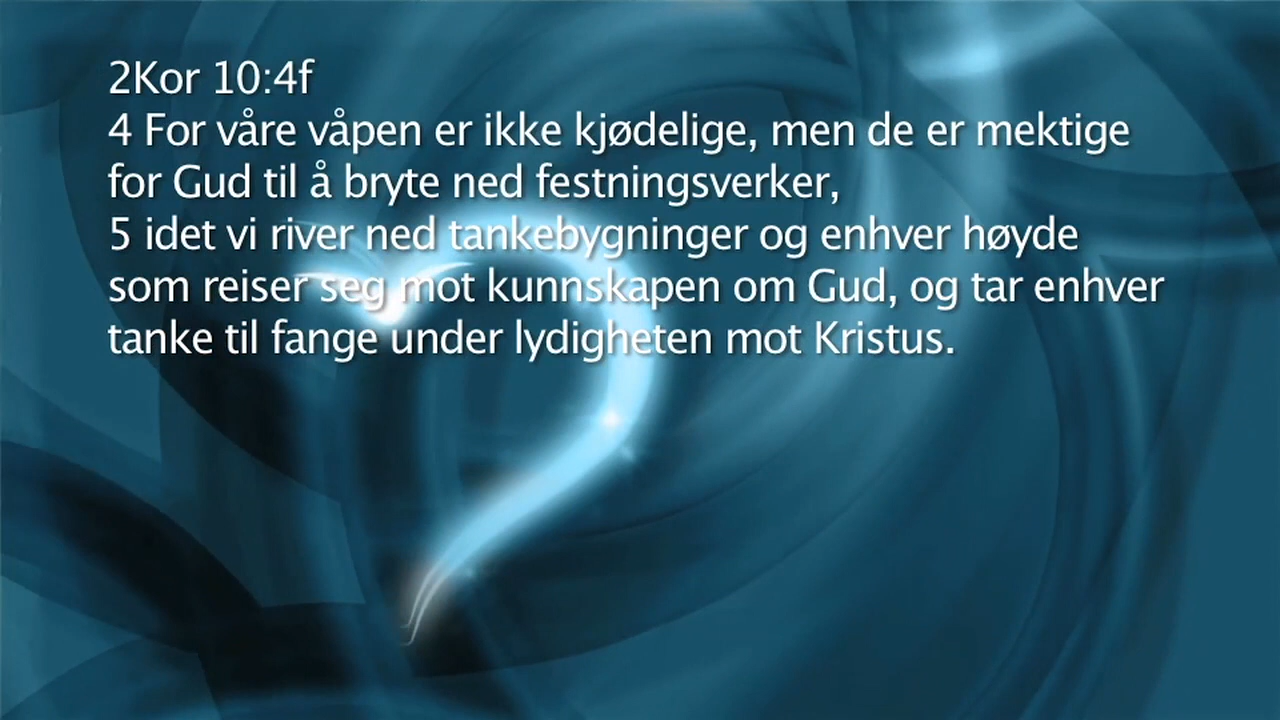 2Kor 10:4f
4 For våre våpen er ikke kjødelige, men de er mektige
for Gud til å bryte ned festningsverker,
5 idet vi river ned tankebygninger og enhver høyde
som reiser seg mot kunnskapen om Gud, og tar enhver
tanke til fange under lydigheten mot Kristus.